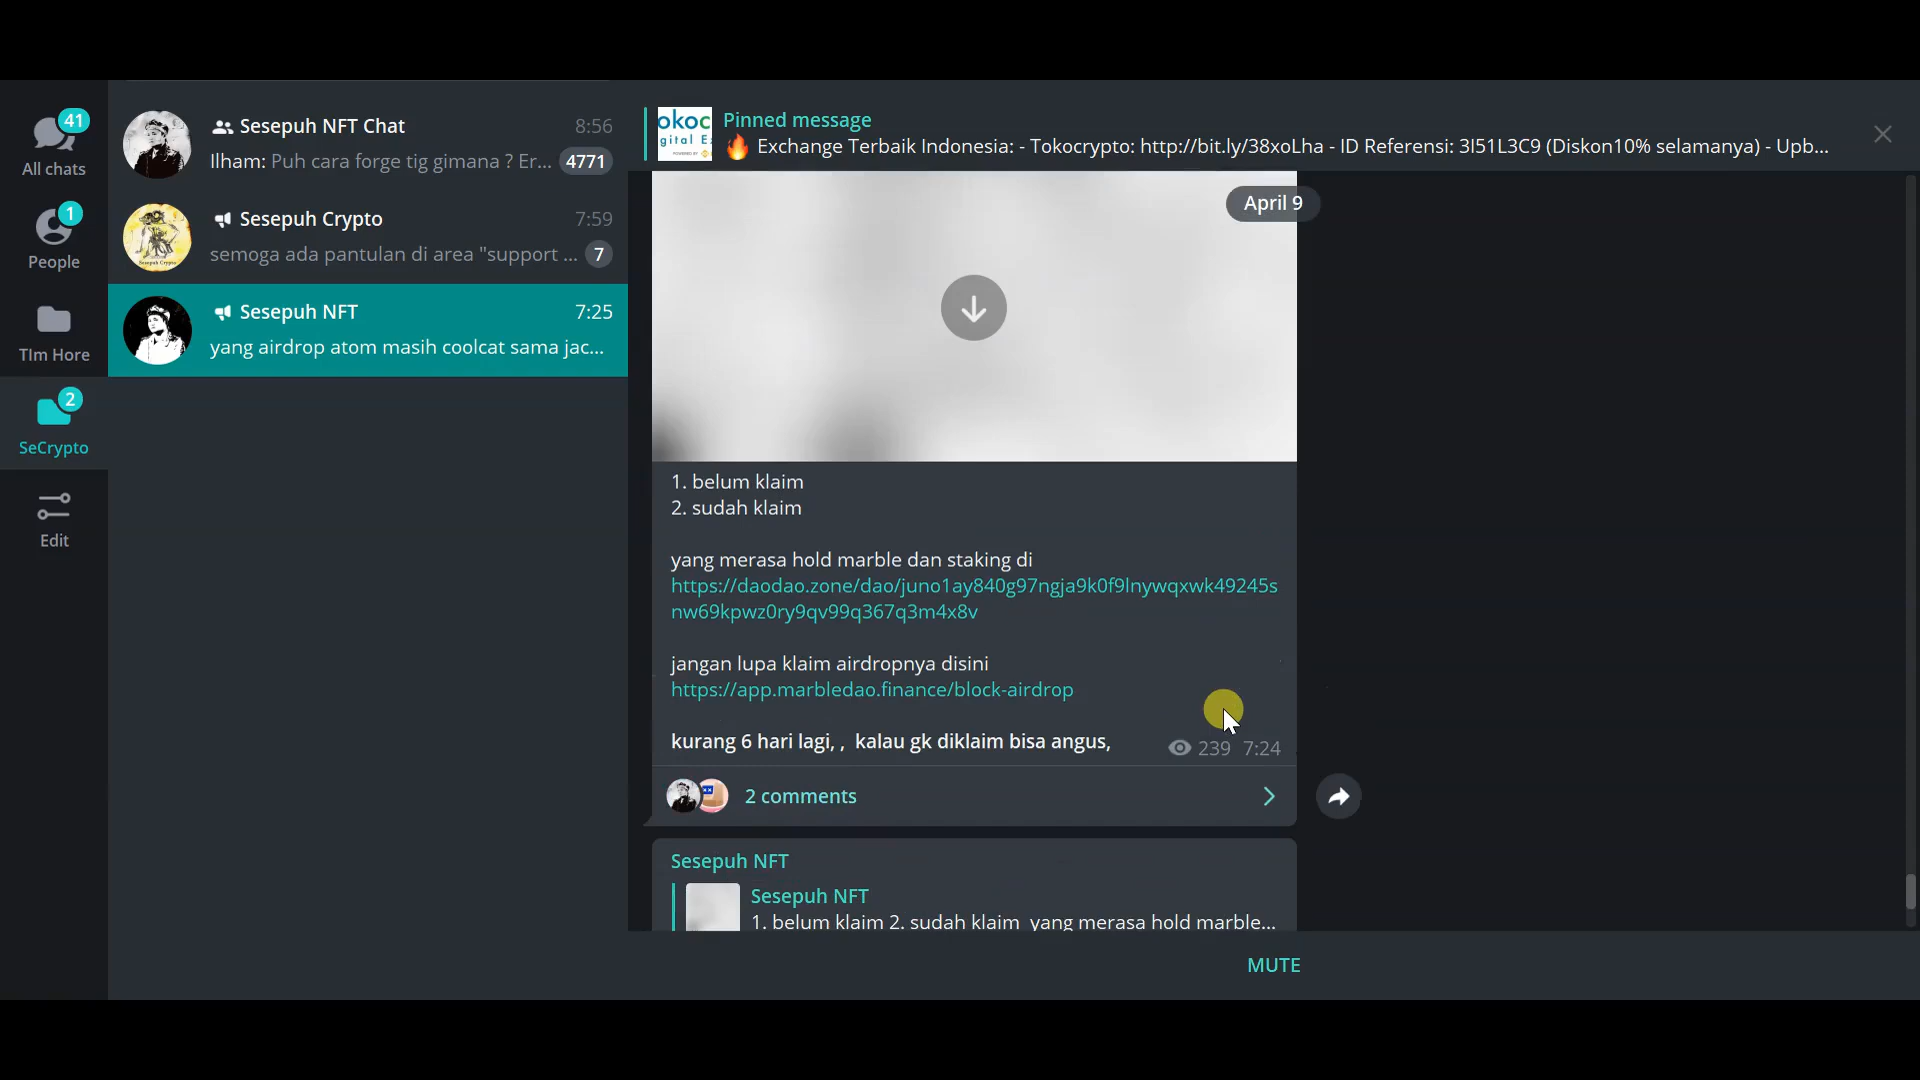 41
All chats
1
People
TIm Hore
2
SeCrypto
Edit
Sesepuh NFT Chat 8:56
Ilham: Puh cara forge tig gimana ? Er... 4771
Sesepuh Crypto 7:59
semoga ada pantulan di area "support ... 7
Sesepuh NFT 7:25
yang airdrop atom masih coolcat sama jac...
okoc
gital E
Pinned message
🔥 Exchange Terbaik Indonesia: - Tokocrypto: http://bit.ly/38xoLha - ID Referensi: 3I51L3C9 (Diskon10% selamanya) - Upb...
April 9
1. belum klaim
2. sudah klaim
yang merasa hold marble dan staking di
https://daodao.zone/dao/juno1ay840g97ngja9k0f9lnywqxwk49245s
nw69kpwz0ry9qv99q367q3m4x8v
jangan lupa klaim airdropnya disini
https://app.marbledao.finance/block-airdrop
kurang 6 hari lagi, , kalau gk diklaim bisa angus,
239 7:24
2 comments
Sesepuh NFT
Sesepuh NFT
1. belum klaim 2. sudah klaim yang merasa hold marble...
MUTE